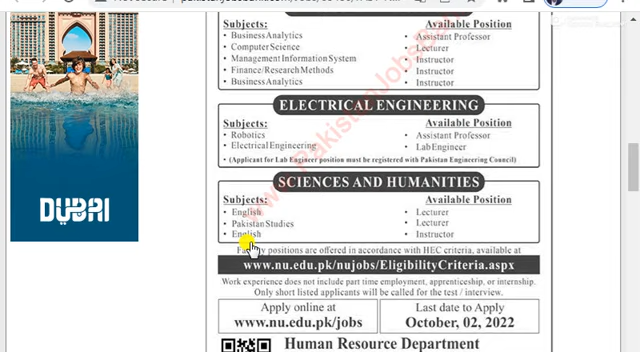 DUBAI
Subjects:
Available Position
• Business Analytics
• Assistant Professor
• Computer Science
• Lecturer
• Management Information System
• Instructor
• Finance/Research Methods
• Instructor
• Business Analytics
• Instructor
ELECTRICAL ENGINEERING
Subjects:
Available Position
• Robotics
• Assistant Professor
• Electrical Engineering
• Lab Engineer
• (Applicant for Lab Engineer position must be registered with Pakistan Engineering Council)
SCIENCES AND HUMANITIES
Subjects:
Available Position
• English
• Lecturer
• Pakistan Studies
• Lecturer
• English
• Instructor
positions are offered in accordance with HEC criteria, available at
www.nu.edu.pk/nujobs/EligibilityCriteria.aspx
Work experience does not include part time employment, apprenticeship, or internship.
Only short listed applicants will be called for the test / interview.
Apply online at
www.nu.edu.pk/jobs
Last date to Apply
October, 02, 2022
Human Resource Department